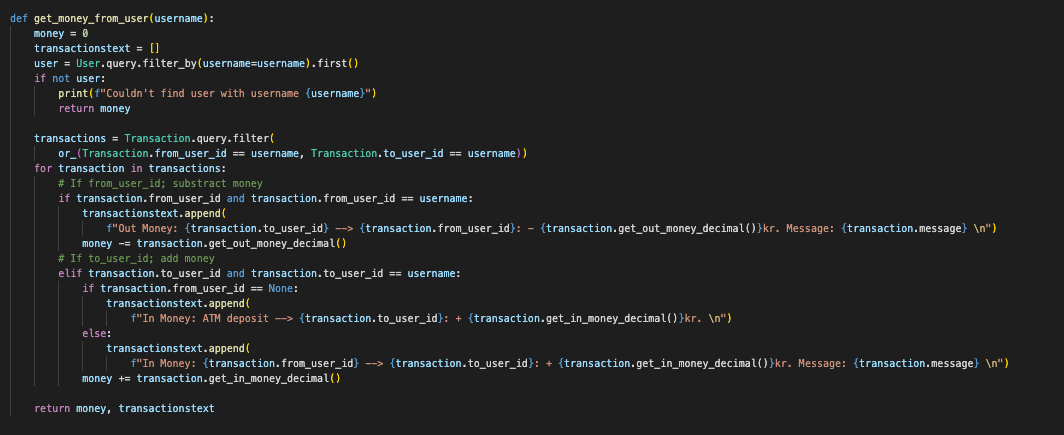 def get_money_from_user(username):
    money = 0
    transactionstext = []
    user = User.query.filter_by(username=username).first()
    if not user:
        print(f"Couldn't find user with username {username}")
        return money

    transactions = Transaction.query.filter(
        or_(Transaction.from_user_id == username, Transaction.to_user_id == username))
    for transaction in transactions:
        # If from_user_id; substract money
        if transaction.from_user_id and transaction.from_user_id == username:
            transactionstext.append(
                f"Out Money: {transaction.to_user_id} --> {transaction.from_user_id}: - {transaction.get_out_money_decimal()}kr. Message: {transaction.message} \n")
            money -= transaction.get_out_money_decimal()
        # If to_user_id; add money
        elif transaction.to_user_id and transaction.to_user_id == username:
            if transaction.from_user_id == None:
                transactionstext.append(
                    f"In Money: ATM deposit --> {transaction.to_user_id}: + {transaction.get_in_money_decimal()}kr. \n")
            else:
                transactionstext.append(
                    f"In Money: {transaction.from_user_id} --> {transaction.to_user_id}: + {transaction.get_in_money_decimal()}kr. Message: {transaction.message} \n")
            money += transaction.get_in_money_decimal()

    return money, transactionstext